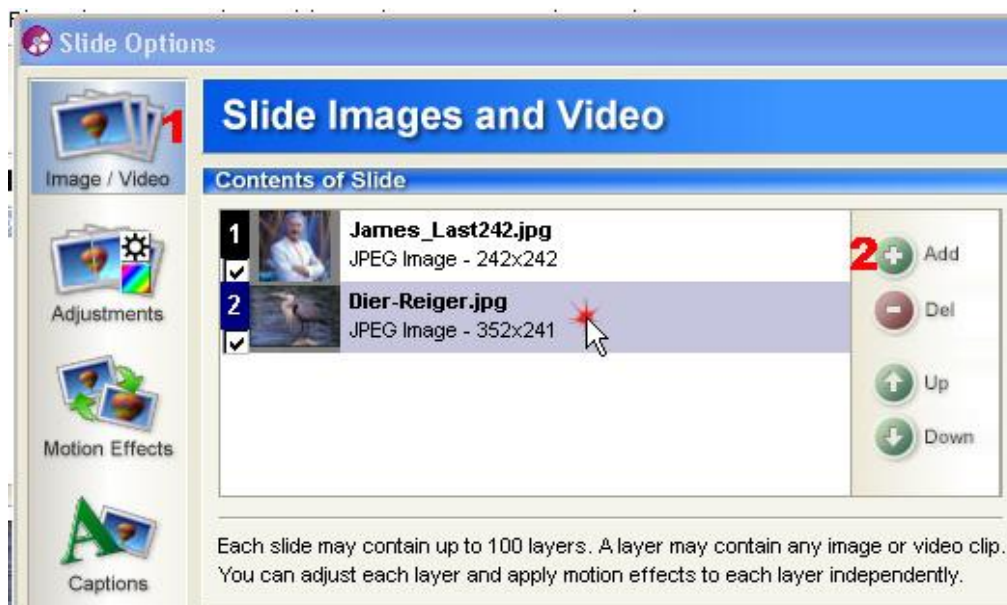 Slide Options
1
Image / Video
Adjustments
Motion Effects
Captions
Slide Images and Video
Contents of Slide
1
James_Last242.jpg
JPEG Image - 242x242
2
Dier-Reiger.jpg
JPEG Image - 352x241
2
Add
Del
Up
Down
Each slide may contain up to 100 layers. A layer may contain any image or video clip.
You can adjust each layer and apply motion effects to each layer independently.